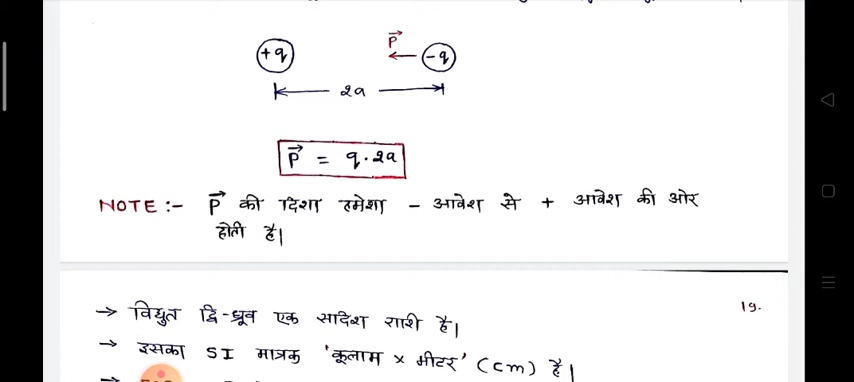 +q
P⃗
-q
2a
P⃗ = q.2a
NOTE :- P⃗ की दिशा हमेशा - आवेश से + आवेश की ओर
होती है।
19.
→ विद्युत द्वि-ध्रूव एक सादिश राशी है।
→ इसका SI मात्रक 'कूलाम × मीटर' (cm) है।